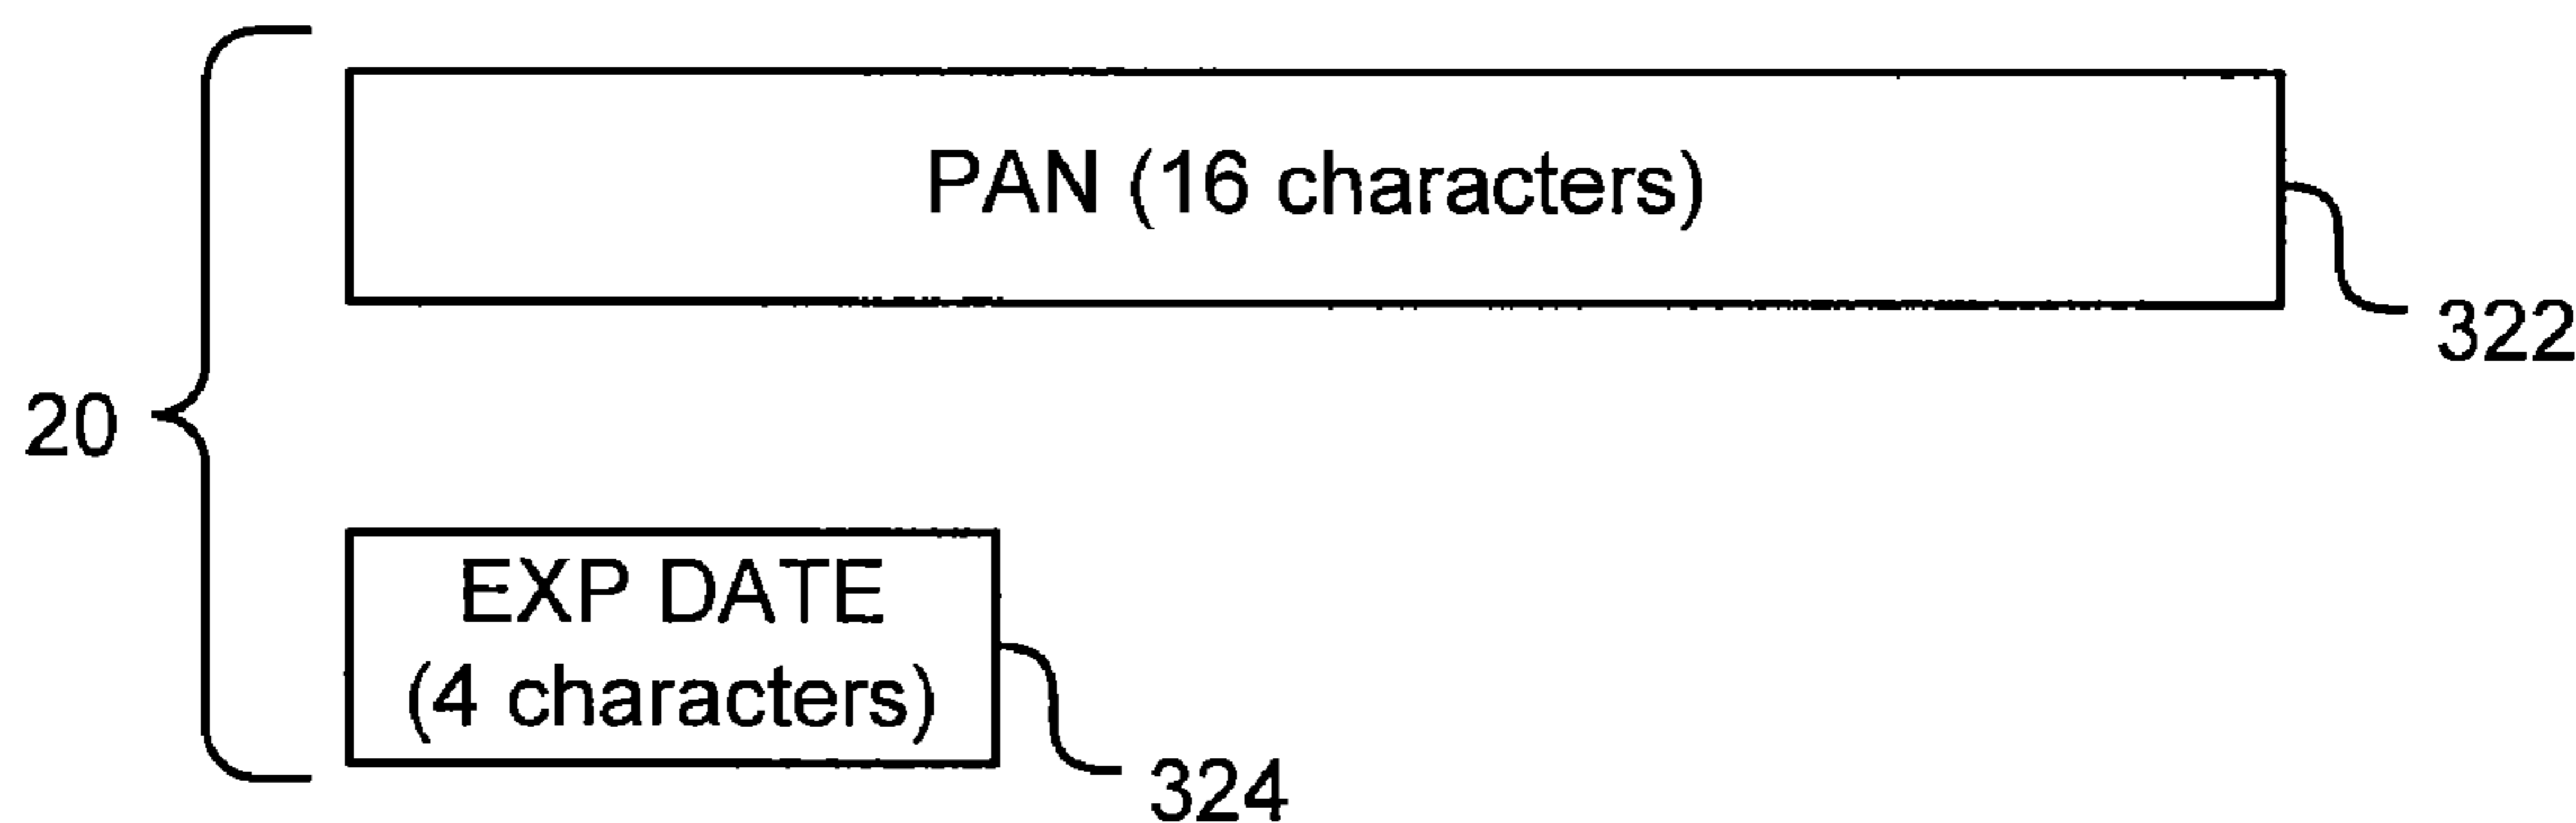 PAN (16 characters)
322
20
EXP DATE
(4 characters)
324